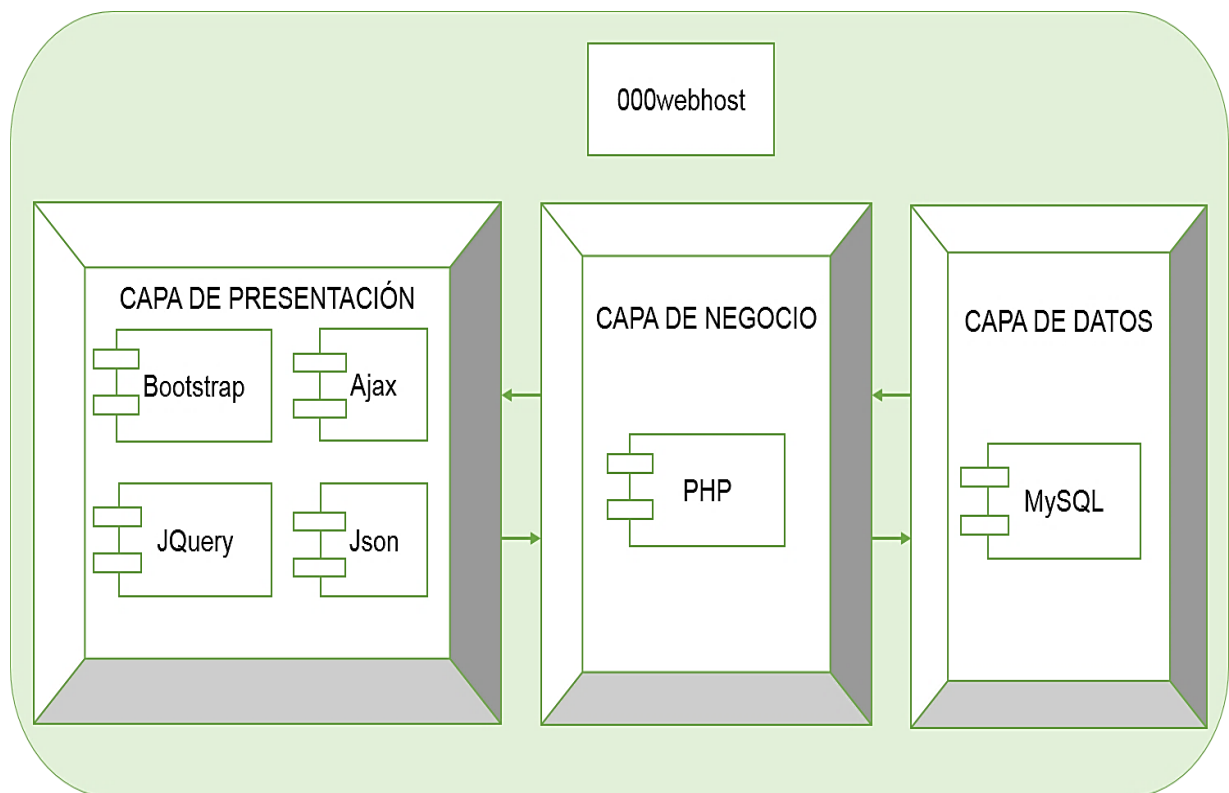 000webhost
CAPA DE PRESENTACIÓN
Bootstrap
Ajax
JQuery
Json
CAPA DE NEGOCIO
PHP
CAPA DE DATOS
MySQL